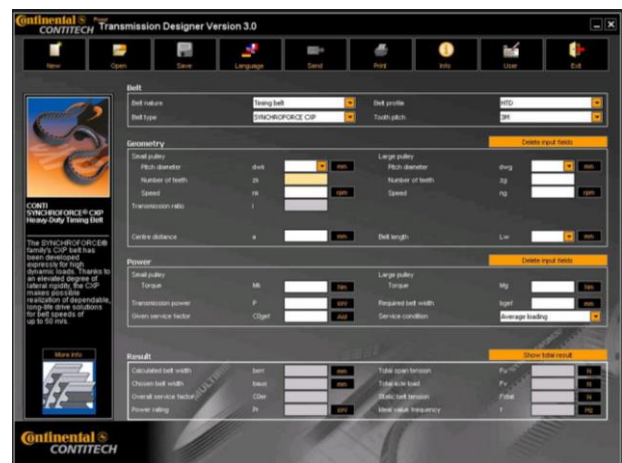 Continental
CONTITECH
Power
Transmission Designer Version 3.0
New Open Save Language Send Print Info User Exit
Belt
Belt nature Timing belt Belt profile HTD
Belt type SYNCHROFORCE CXP Tooth pitch 3M
Geometry Delete input fields
Small pulley Large pulley
Pitch diameter dwk mm Pitch diameter dwg mm
Number of teeth zk Number of teeth zg
Speed nk rpm Speed ng rpm
Transmission ratio i
Centre distance a mm Belt length Lw mm
CONTI
SYNCHROFORCE® CXP
Heavy-Duty Timing Belt
The SYNCHROFORCE®
family's CXP belt has
been developed
expressly for high
dynamic loads. Thanks to
an elevated degree of
lateral rigidity, the CXP
makes possible
realization of dependable,
long-life drive solutions
for belt speeds of
up to 50 m/s.
More info
Power Delete input fields
Small pulley Large pulley
Torque Mk Nm Torque Mg Nm
Transmission power P kW Required belt width bgef mm
Given service factor C0gef Service condition Average loading
Result Show total result
Calculated belt width berr mm Total span tension N
Chosen belt width baus mm Total axle load Fv N
Overall service factor C0er Static belt tension Fstat N
Power rating Pr kW Ideal value frequency f Hz
Continental
CONTITECH